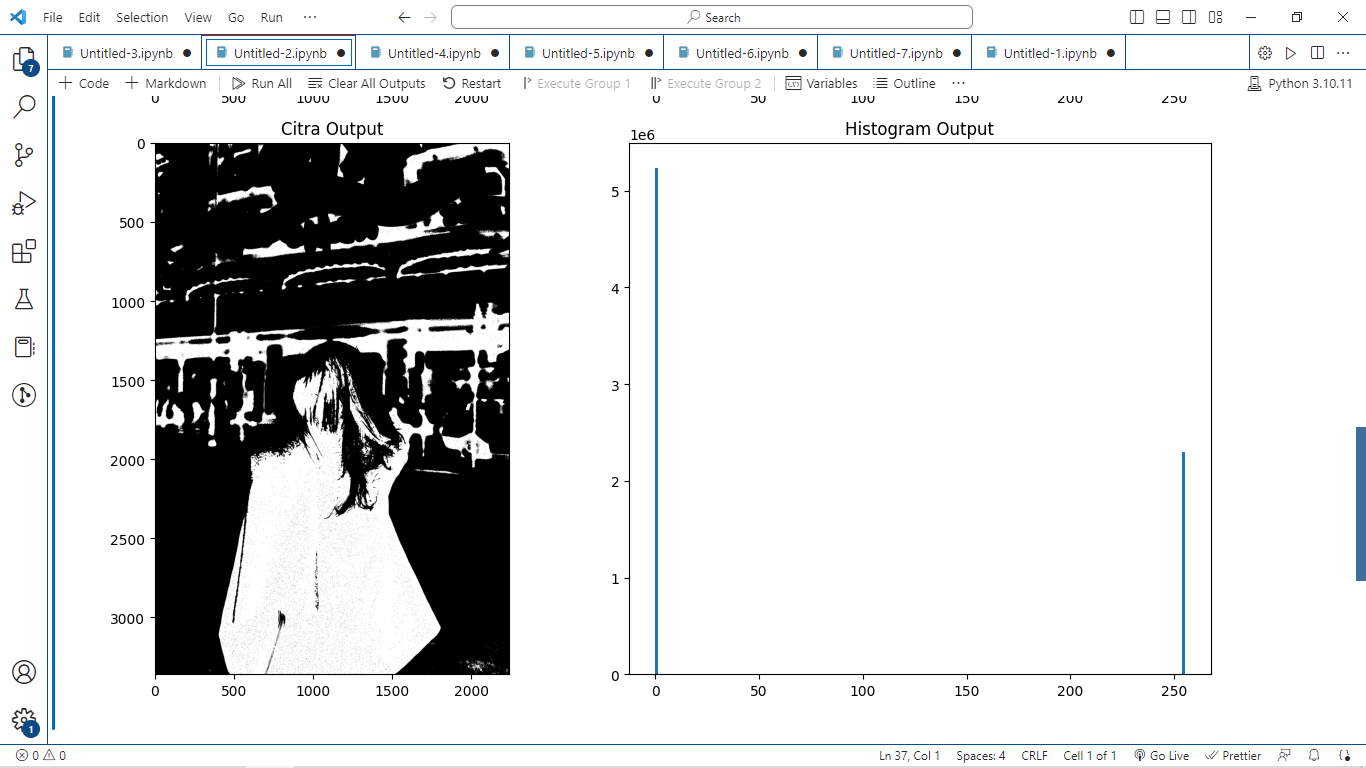 File Edit Selection View Go Run ··· Search
7 Untitled-3.ipynb Untitled-2.ipynb Untitled-4.ipynb Untitled-5.ipynb Untitled-6.ipynb Untitled-7.ipynb Untitled-1.ipynb ···
+ Code + Markdown Run All Clear All Outputs Restart Execute Group 1 Execute Group 2 Variables Outline ··· Python 3.10.11
0 500 1000 1500 2000 0 50 100 150 200 250
Citra Output
Histogram Output
1e6
0
500
1000
1500
2000
2500
3000
0 500 1000 1500 2000
5
4
3
2
1
0
0 50 100 150 200 250
1
0 0 Ln 37, Col 1 Spaces: 4 CRLF Cell 1 of 1 Go Live Prettier